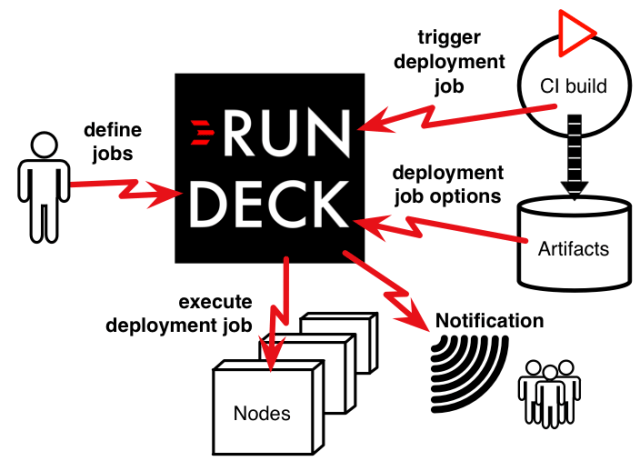 trigger
deployment
job
CI build
define
jobs
RUN
DECK
deployment
job options
Artifacts
execute
deployment job
Notification
Nodes